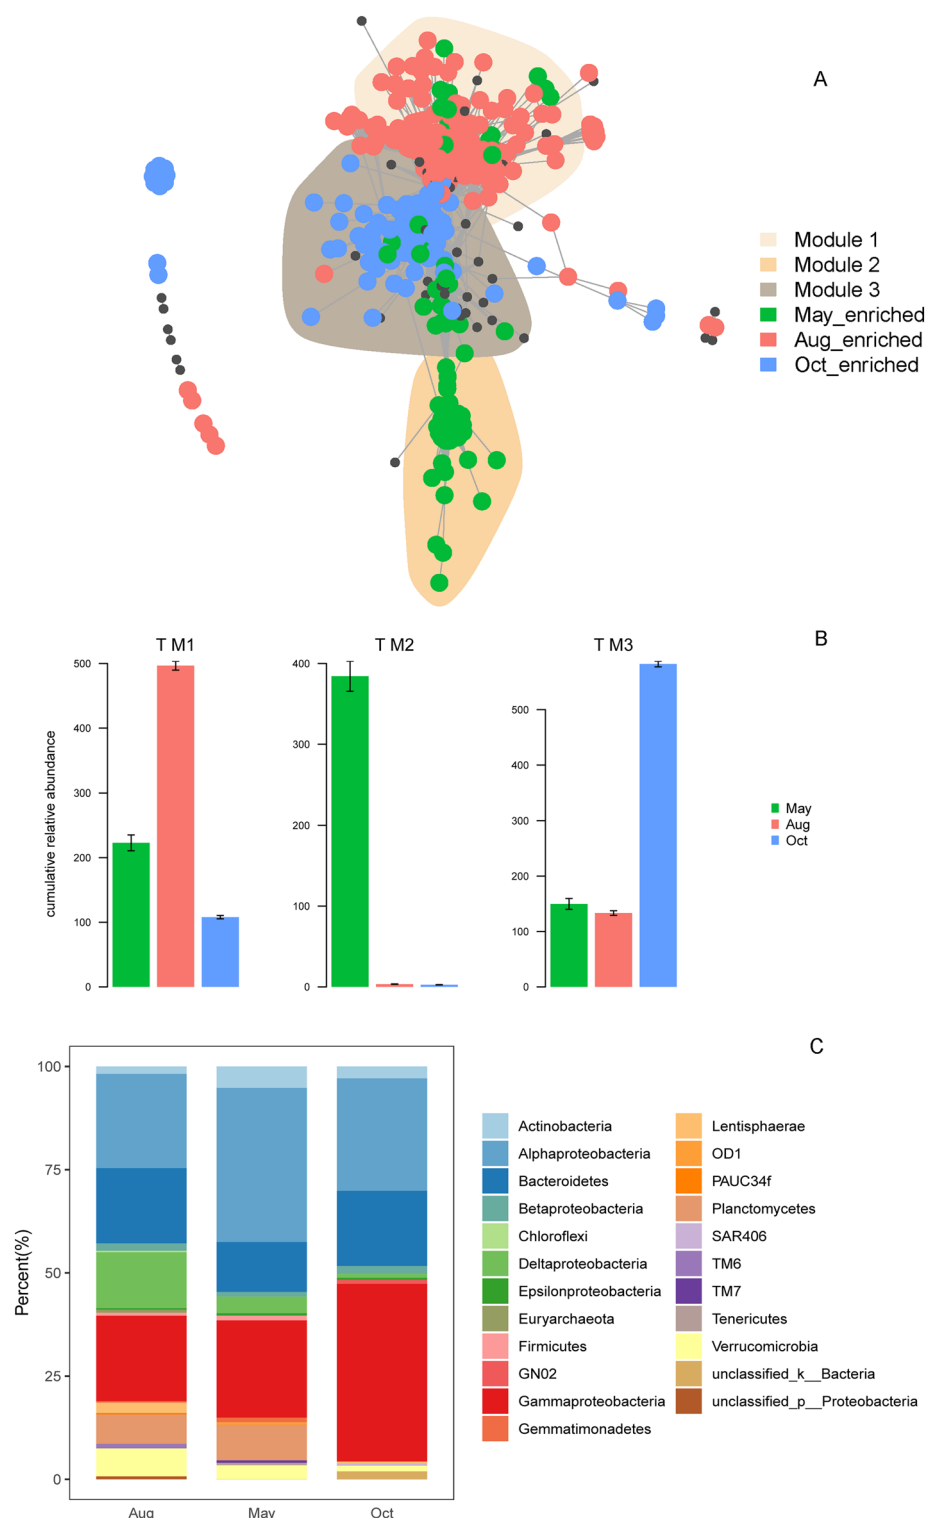 A
Module 1
Module 2
Module 3
May_enriched
Aug_enriched
Oct_enriched
B
T M1
T M2
T M3
cumulative relative abundance
500
400
300
200
100
0
400
300
200
100
0
500
400
300
200
100
0
May
Aug
Oct
C
Percent(%)
100
75
50
25
0
Aug
May
Oct
Actinobacteria
Alphaproteobacteria
Bacteroidetes
Betaproteobacteria
Chloroflexi
Deltaproteobacteria
Epsilonproteobacteria
Euryarchaeota
Firmicutes
GN02
Gammaproteobacteria
Gemmatimonadetes
Lentisphaerae
OD1
PAUC34f
Planctomycetes
SAR406
TM6
TM7
Tenericutes
Verrucomicrobia
unclassified_k__Bacteria
unclassified_p__Proteobacteria